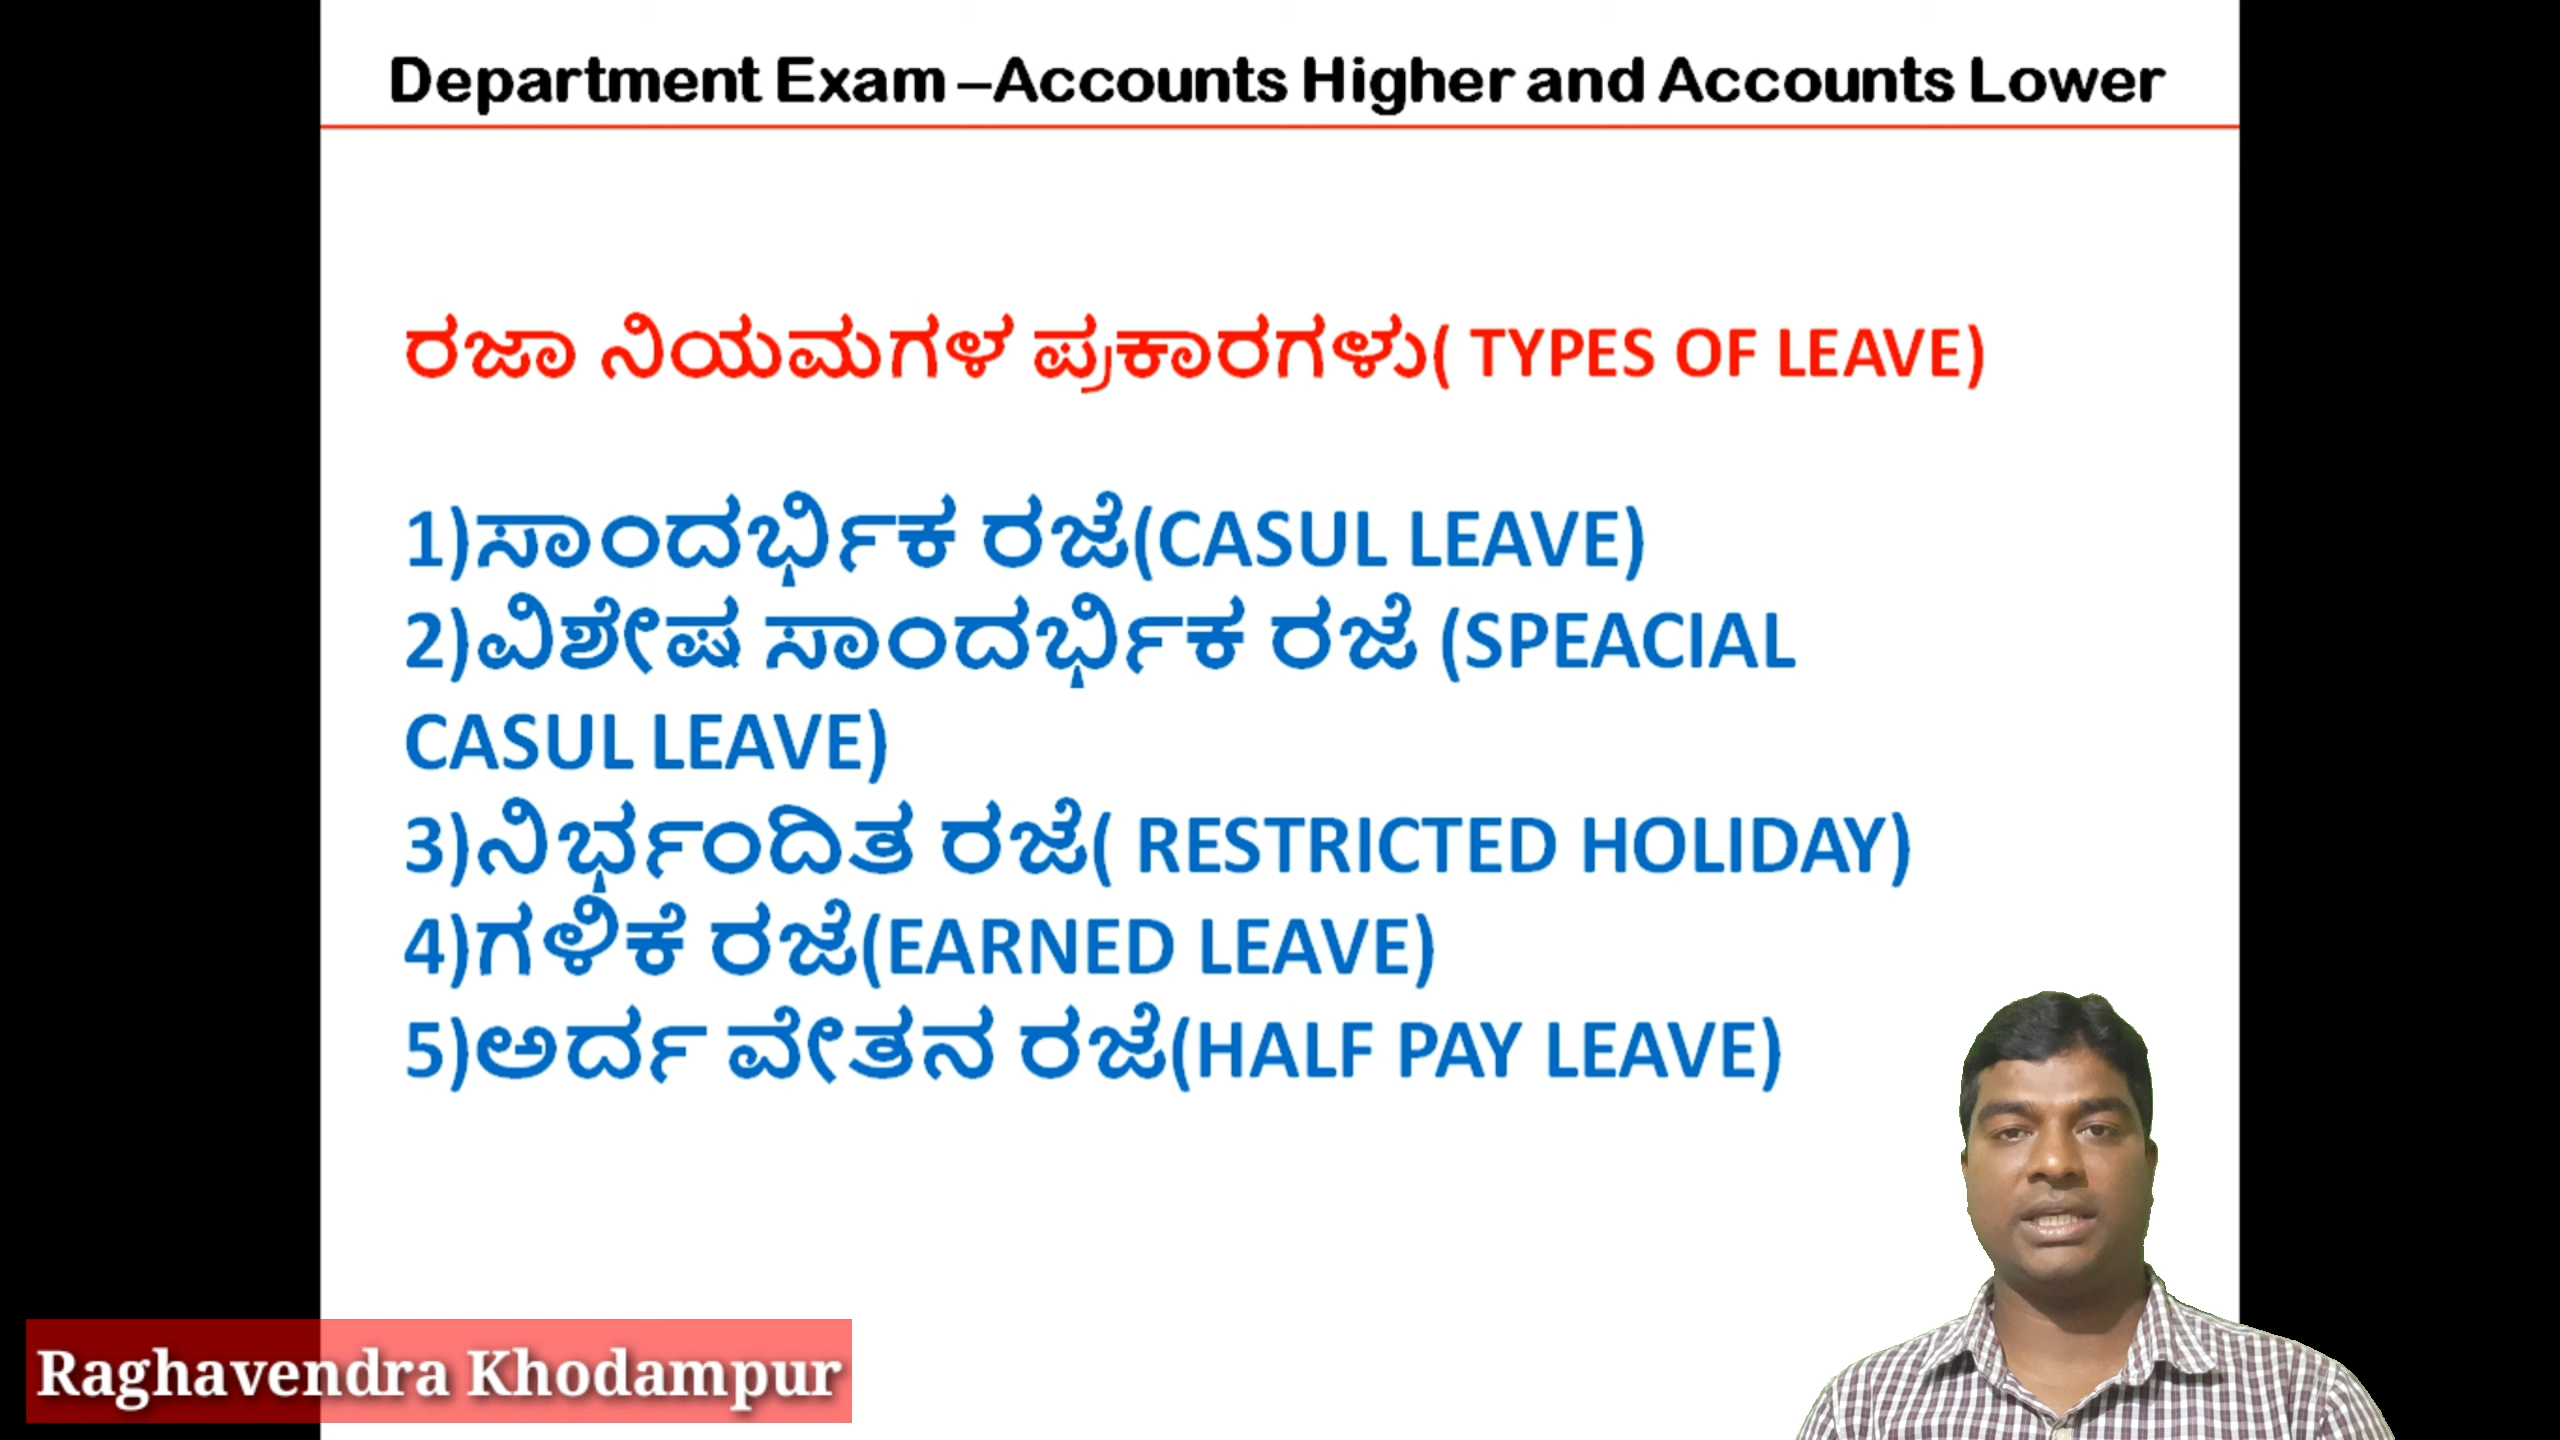 Department Exam –Accounts Higher and Accounts Lower
ರಜಾ ನಿಯಮಗಳ ಪ್ರಕಾರಗಳು( TYPES OF LEAVE)
1)ಸಾಂದರ್ಭಿಕ ರಜೆ(CASUL LEAVE)
2)ವಿಶೇಷ ಸಾಂದರ್ಭಿಕ ರಜೆ (SPEACIAL
CASUL LEAVE)
3)ನಿರ್ಭಂದಿತ ರಜೆ( RESTRICTED HOLIDAY)
4)ಗಳಿಕೆ ರಜೆ(EARNED LEAVE)
5)ಅರ್ದ ವೇತನ ರಜೆ(HALF PAY LEAVE)
Raghavendra Khodampur